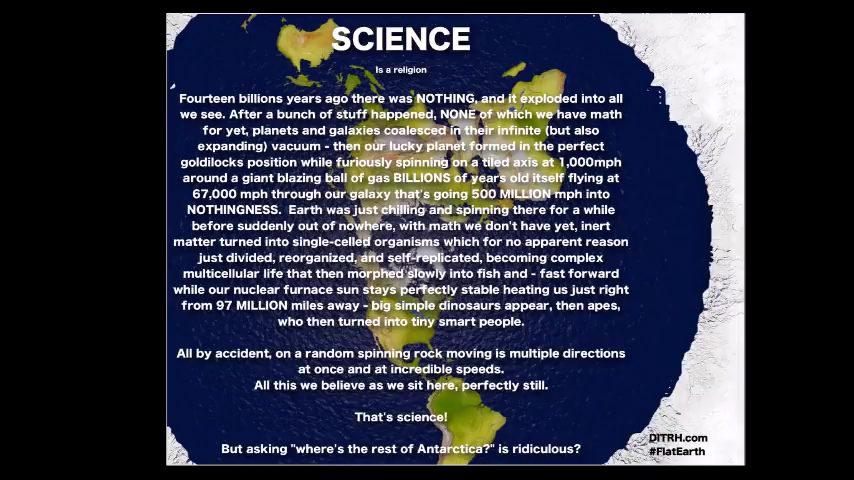 SCIENCE
Is a religion
Fourteen billions years ago there was NOTHING, and it exploded into all
we see. After a bunch of stuff happened, NONE of which we have math
for yet, planets and galaxies coalesced in their infinite (but also
expanding) vacuum - then our lucky planet formed in the perfect
goldilocks position while furiously spinning on a tiled axis at 1,000mph
around a giant blazing ball of gas BILLIONS of years old itself flying at
67,000 mph through our galaxy that's going 500 MILLION mph into
NOTHINGNESS. Earth was just chilling and spinning there for a while
before suddenly out of nowhere, with math we don't have yet, inert
matter turned into single-celled organisms which for no apparent reason
just divided, reorganized, and self-replicated, becoming complex
multicellular life that then morphed slowly into fish and - fast forward
while our nuclear furnace sun stays perfectly stable heating us just right
from 97 MILLION miles away - big simple dinosaurs appear, then apes,
who then turned into tiny smart people.
All by accident, on a random spinning rock moving is multiple directions
at once and at incredible speeds.
All this we believe as we sit here, perfectly still.
That's science!
But asking "where's the rest of Antarctica?" is ridiculous?
DITRH.com
#FlatEarth